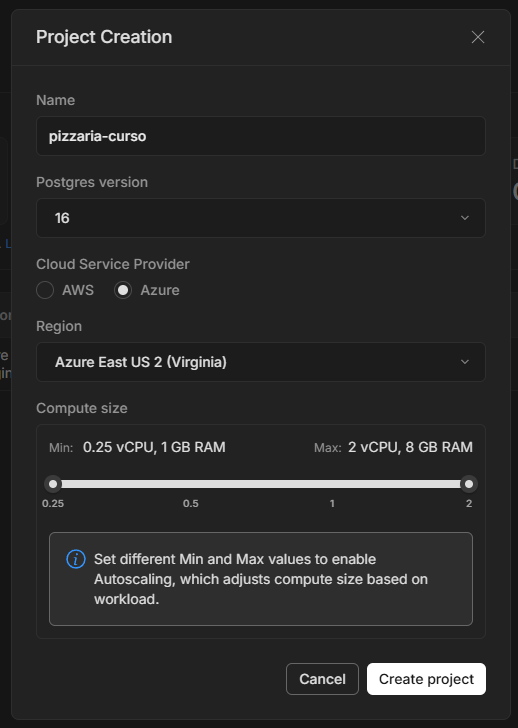 Project Creation
Name
pizzaria-curso
Postgres version
16
Cloud Service Provider
AWS Azure
Region
Azure East US 2 (Virginia)
Compute size
Min: 0.25 vCPU, 1 GB RAM Max: 2 vCPU, 8 GB RAM
0.25 0.5 1 2
Set different Min and Max values to enable
Autoscaling, which adjusts compute size based on
workload.
Cancel Create project